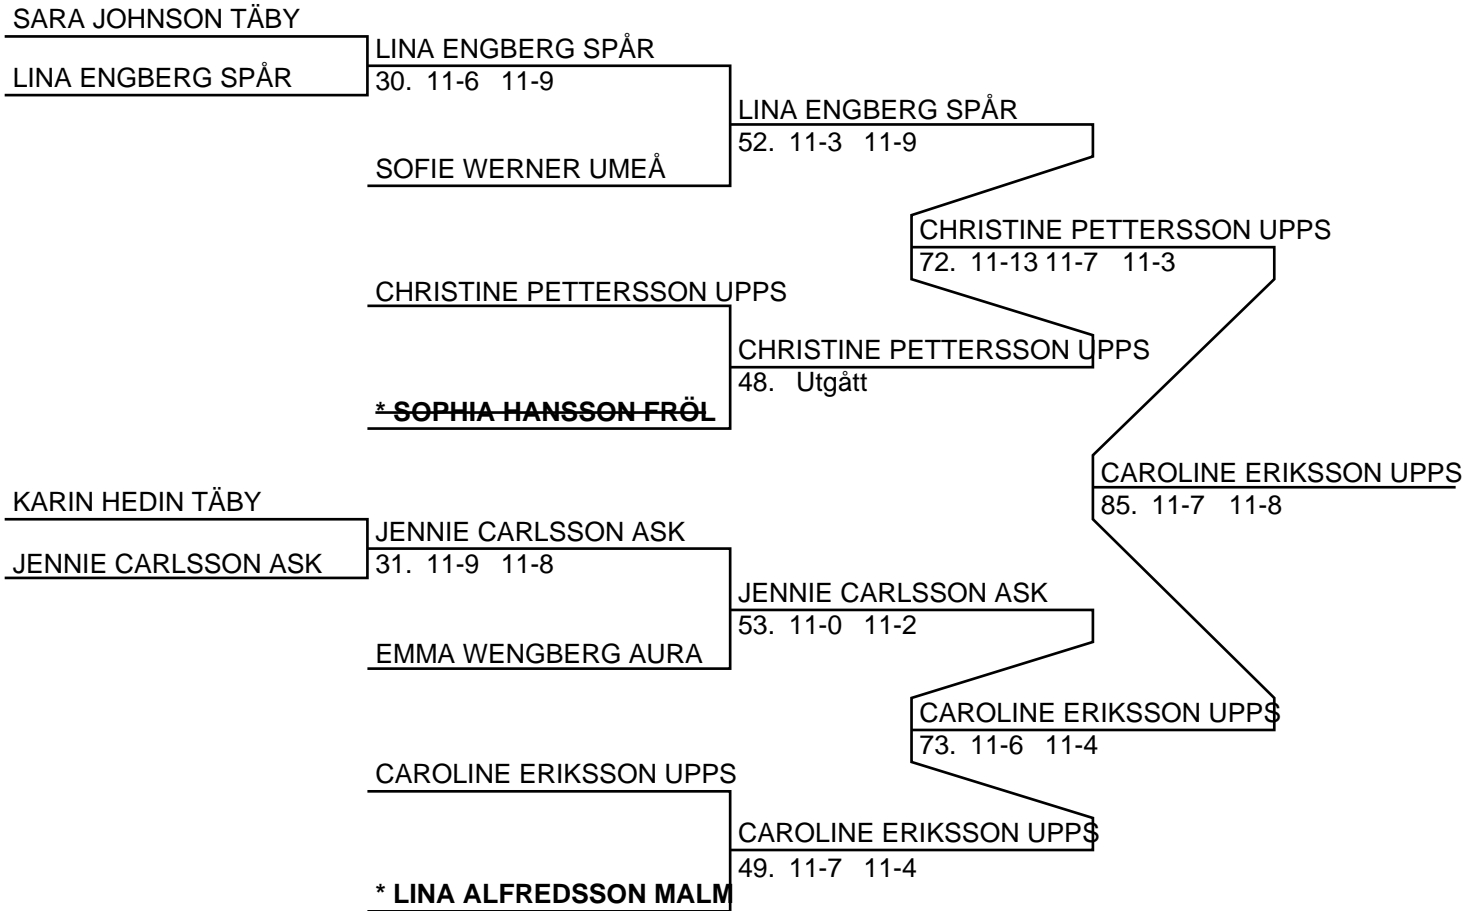 SARA JOHNSON TÄBY
LINA ENGBERG SPÅR
LINA ENGBERG SPÅR
30. 11-6 11-9
LINA ENGBERG SPÅR
52. 11-3 11-9
SOFIE WERNER UMEÅ
CHRISTINE PETTERSSON UPPS
72. 11-13 11-7 11-3
CHRISTINE PETTERSSON UPPS
CHRISTINE PETTERSSON UPPS
48. Utgått
* SOPHIA HANSSON FRÖL
CAROLINE ERIKSSON UPPS
85. 11-7 11-8
KARIN HEDIN TÄBY
JENNIE CARLSSON ASK
JENNIE CARLSSON ASK
31. 11-9 11-8
JENNIE CARLSSON ASK
53. 11-0 11-2
EMMA WENGBERG AURA
CAROLINE ERIKSSON UPPS
73. 11-6 11-4
CAROLINE ERIKSSON UPPS
CAROLINE ERIKSSON UPPS
49. 11-7 11-4
* LINA ALFREDSSON MALM